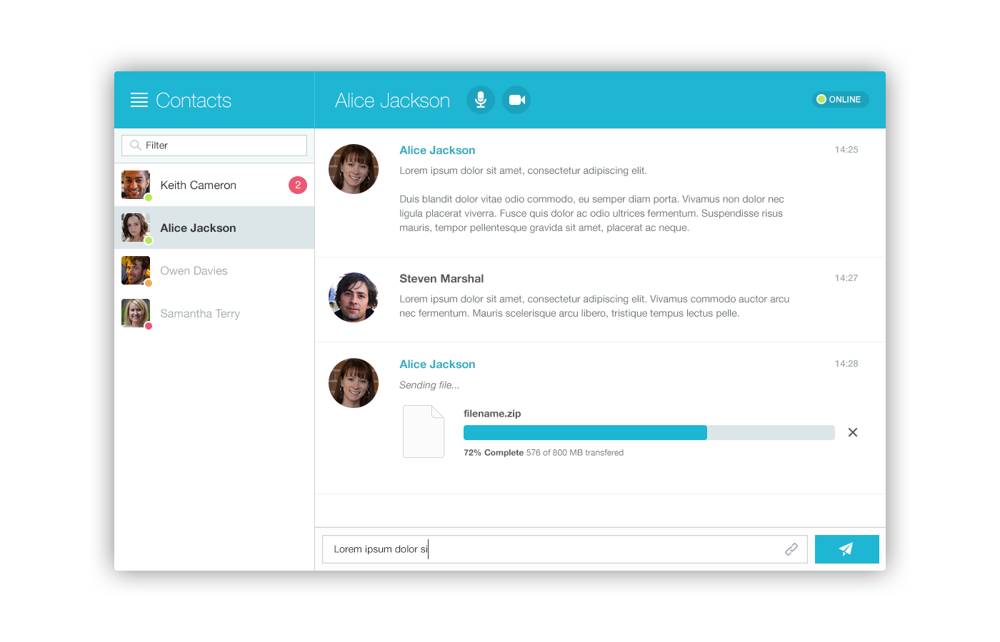 Contacts
Alice Jackson
ONLINE
Filter
Keith Cameron
2
Alice Jackson
Owen Davies
Samantha Terry
Alice Jackson
14:25
Lorem ipsum dolor sit amet, consectetur adipiscing elit.
Duis blandit dolor vitae odio commodo, eu semper diam porta. Vivamus non dolor nec
ligula placerat viverra. Fusce quis dolor ac odio ultrices fermentum. Suspendisse risus
mauris, tempor pellentesque gravida sit amet, placerat ac neque.
Steven Marshal
14:27
Lorem ipsum dolor sit amet, consectetur adipiscing elit. Vivamus commodo auctor arcu
nec fermentum. Mauris scelerisque arcu libero, tristique tempus lectus pelle.
Alice Jackson
14:28
Sending file...
filename.zip
72% Complete 576 of 800 MB transfered
Lorem ipsum dolor si